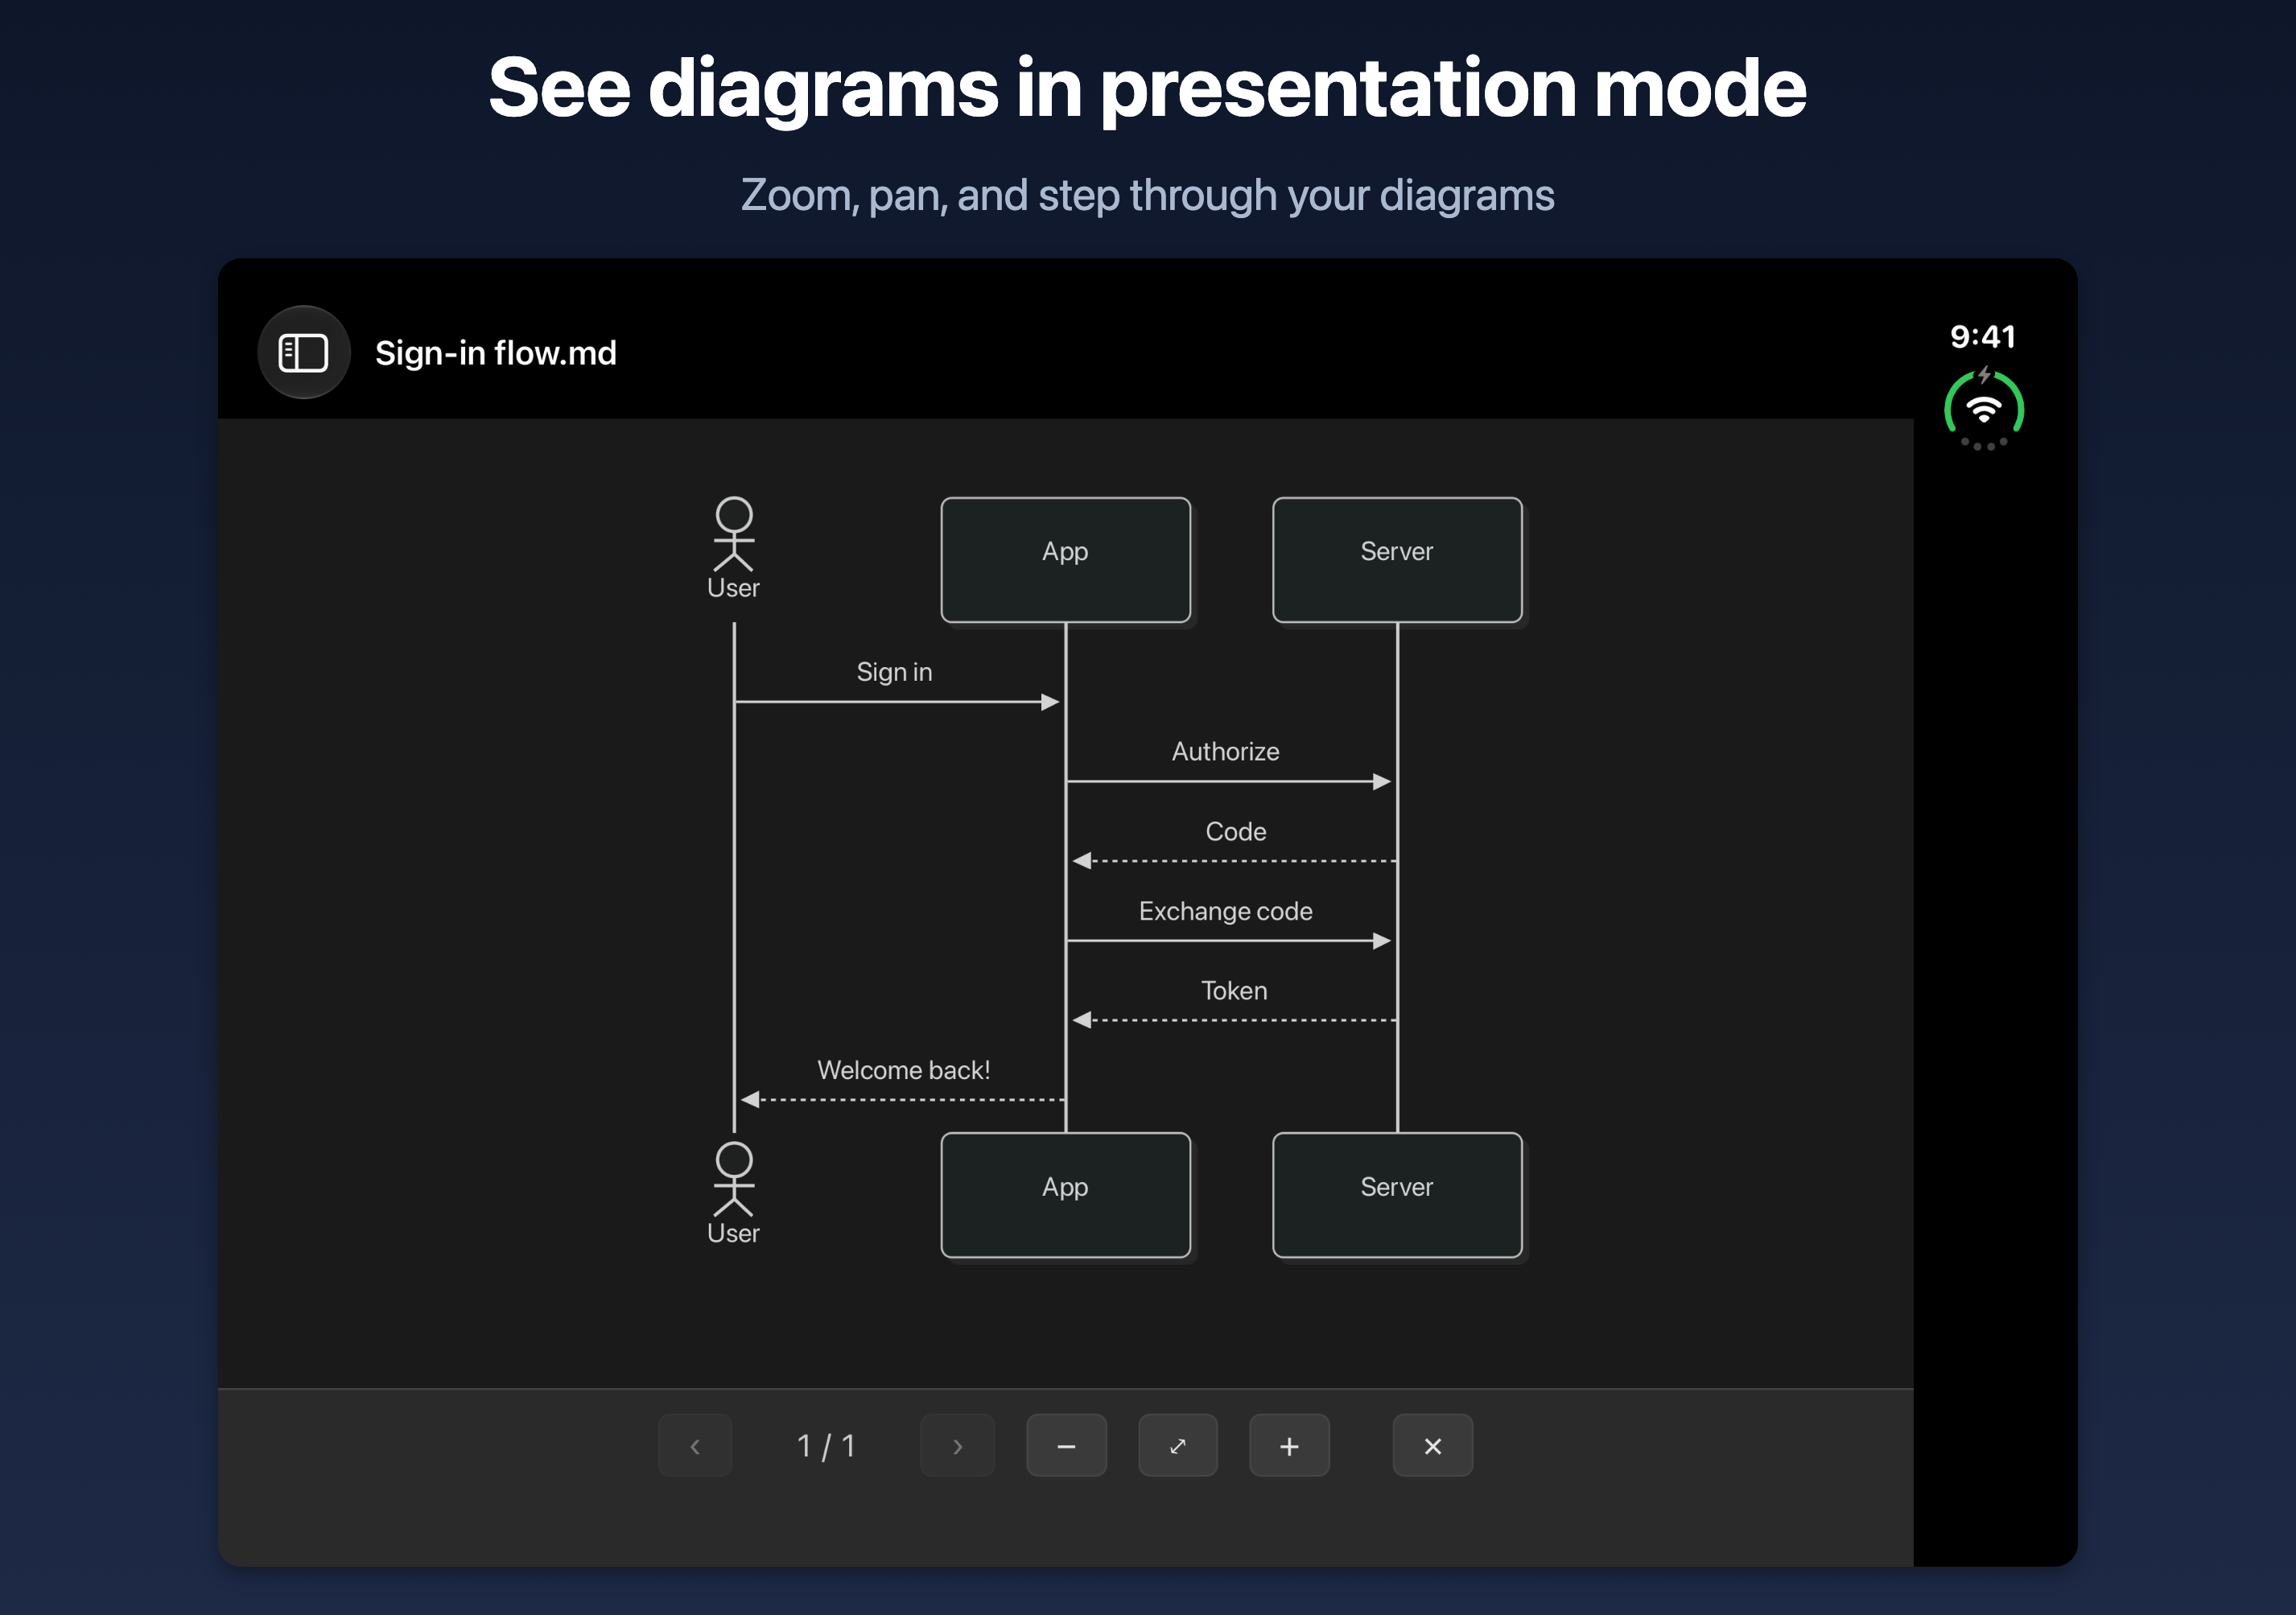 See diagrams in presentation mode
Zoom, pan, and step through your diagrams
Sign-in flow.md
9:41
User
App
Server
Sign in
Authorize
Code
Exchange code
Token
Welcome back!
User
App
Server
1 / 1